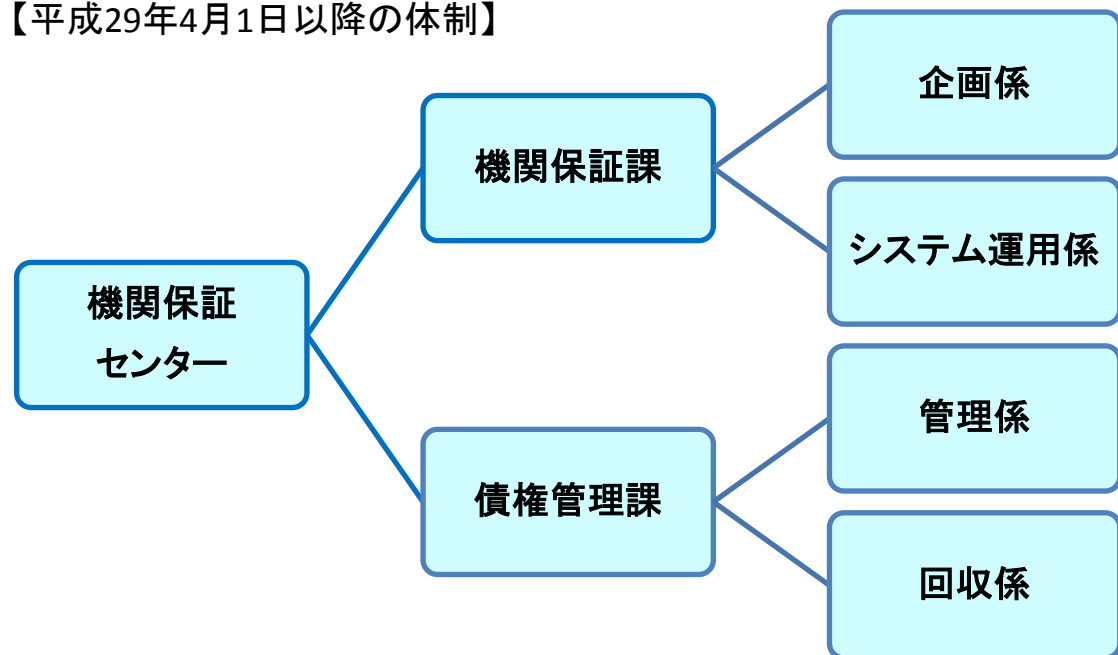 【平成29年4月1日以降の体制】
機関保証
センター
機関保証課
企画係
システム運用係
債権管理課
管理係
回収係